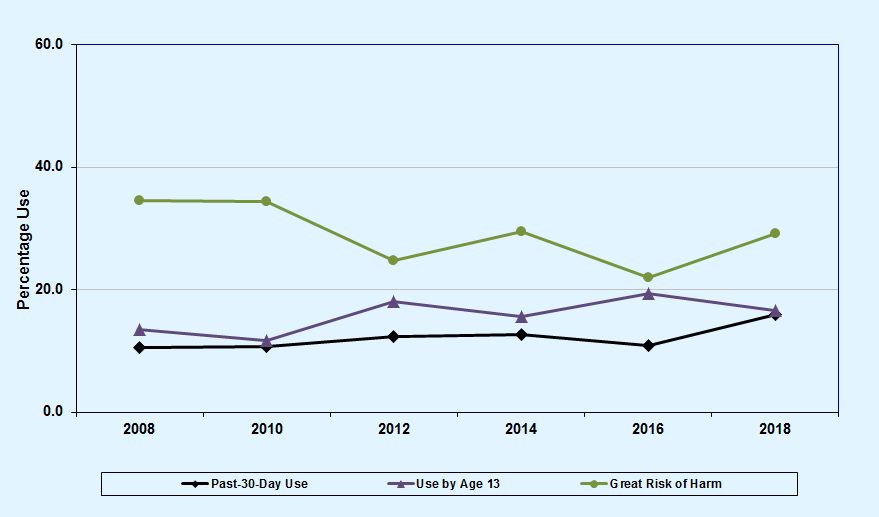 60.0
40.0
20.0
0.0
Percentage Use
2008 2010 2012 2014 2016 2018
Past-30-Day Use Use by Age 13 Great Risk of Harm